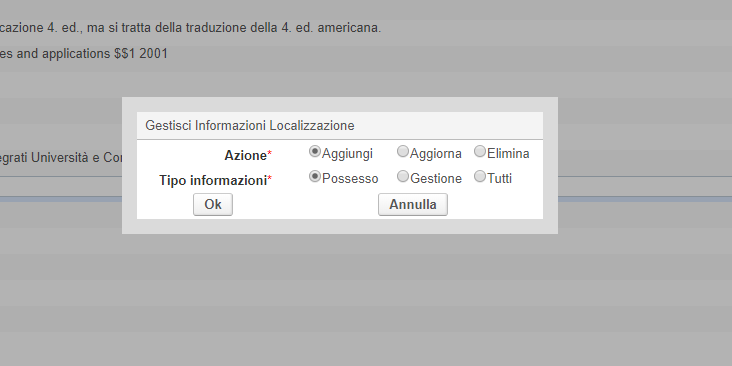 cazione 4. ed., ma si tratta della traduzione della 4. ed. americana.
es and applications $$1 2001
Gestisci Informazioni Localizzazione
egrati Università e Co
Azione* Aggiungi Aggiorna Elimina
Tipo informazioni* Possesso Gestione Tutti
Ok Annulla